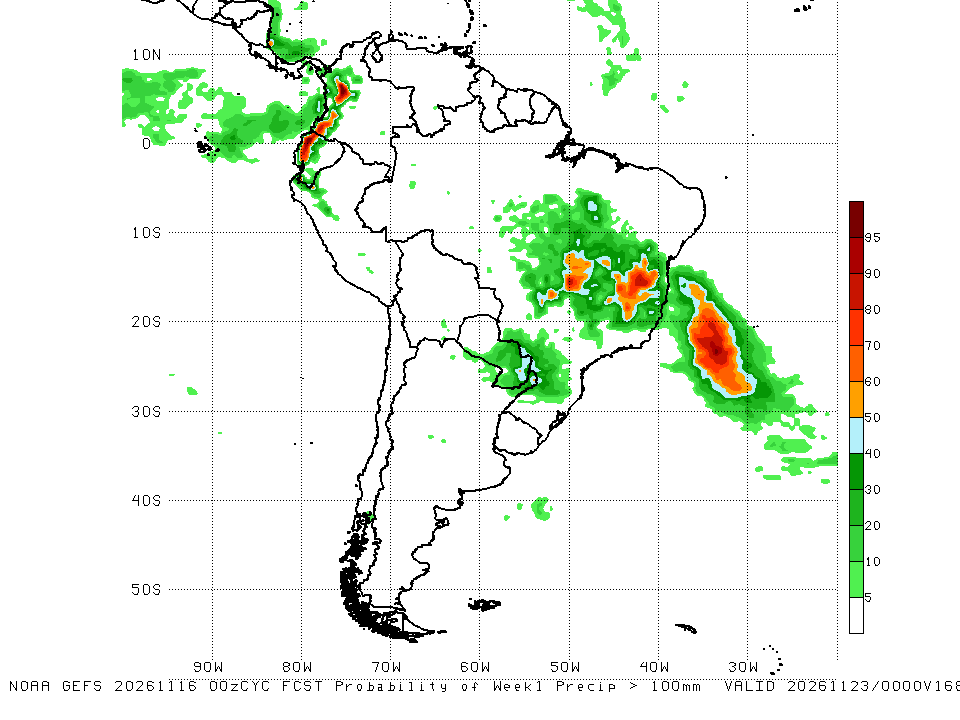 10N
0
10S
20S
30S
40S
50S
90W 80W 70W 60W 50W 40W 30W
95
90
80
70
60
50
40
30
20
10
5
NOAA GEFS 20261116 00zCYC FCST Probability of Week1 Precip > 100mm VALID 20261123/0000V168